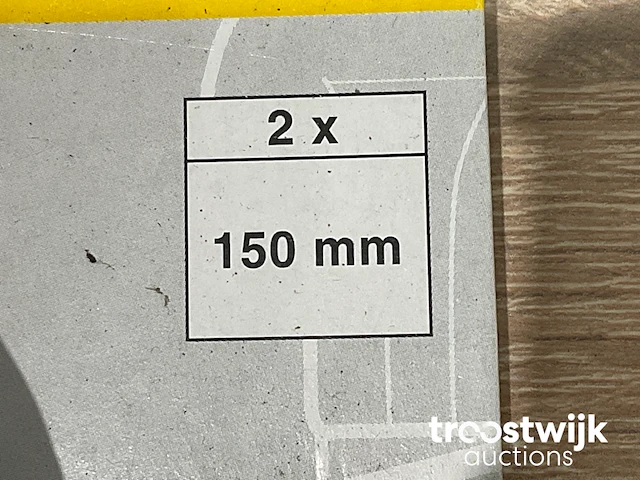 2 x
150 mm
troostwijk
auctions